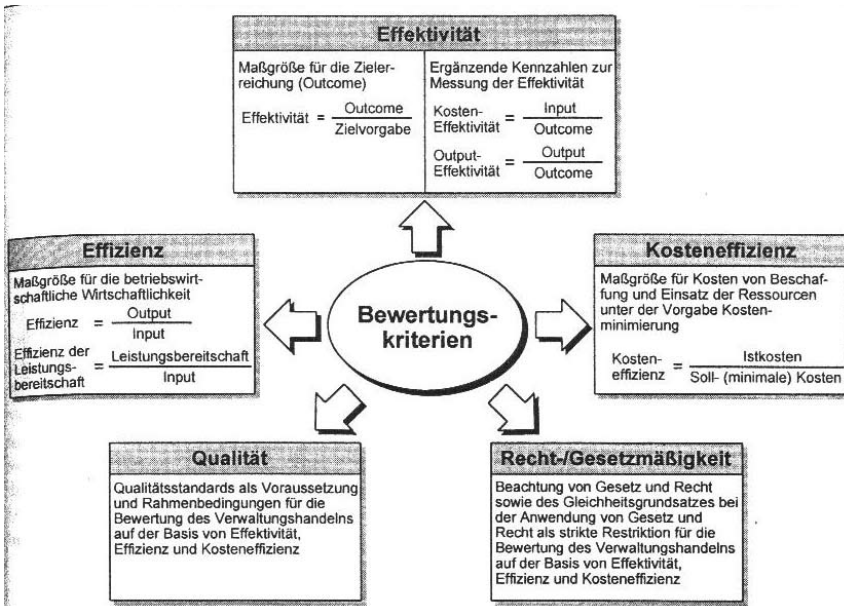 Effektivität
Maßgröße für die Zieler-
reichung (Outcome)
Effektivität = Outcome
Zielvorgabe
Ergänzende Kennzahlen zur
Messung der Effektivität
Kosten-
Effektivität = Input
Outcome
Output-
Effektivität = Output
Outcome
Effizienz
Maßgröße für die betriebswirt-
schaftliche Wirtschaftlichkeit
Effizienz = Output
Input
Effizienz der
Leistungs-
bereitschaft = Leistungsbereitschaft
Input
Bewertungs-
kriterien
Kosteneffizienz
Maßgröße für Kosten von Beschaf-
fung und Einsatz der Ressourcen
unter der Vorgabe Kosten-
minimierung
Kosten-
effizienz = Istkosten
Soll- (minimale) Kosten
Qualität
Qualitätsstandards als Voraussetzung
und Rahmenbedingungen für die
Bewertung des Verwaltungshandelns
auf der Basis von Effektivität,
Effizienz und Kosteneffizienz
Recht-/Gesetzmäßigkeit
Beachtung von Gesetz und Recht
sowie des Gleichheitsgrundsatzes bei
der Anwendung von Gesetz und
Recht als strikte Restriktion für die
Bewertung des Verwaltungshandelns
auf der Basis von Effektivität,
Effizienz und Kosteneffizienz